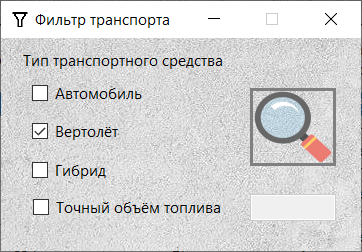 Фильтр транспорта
Тип транспортного средства
Автомобиль
Вертолёт
Гибрид
Точный объём топлива